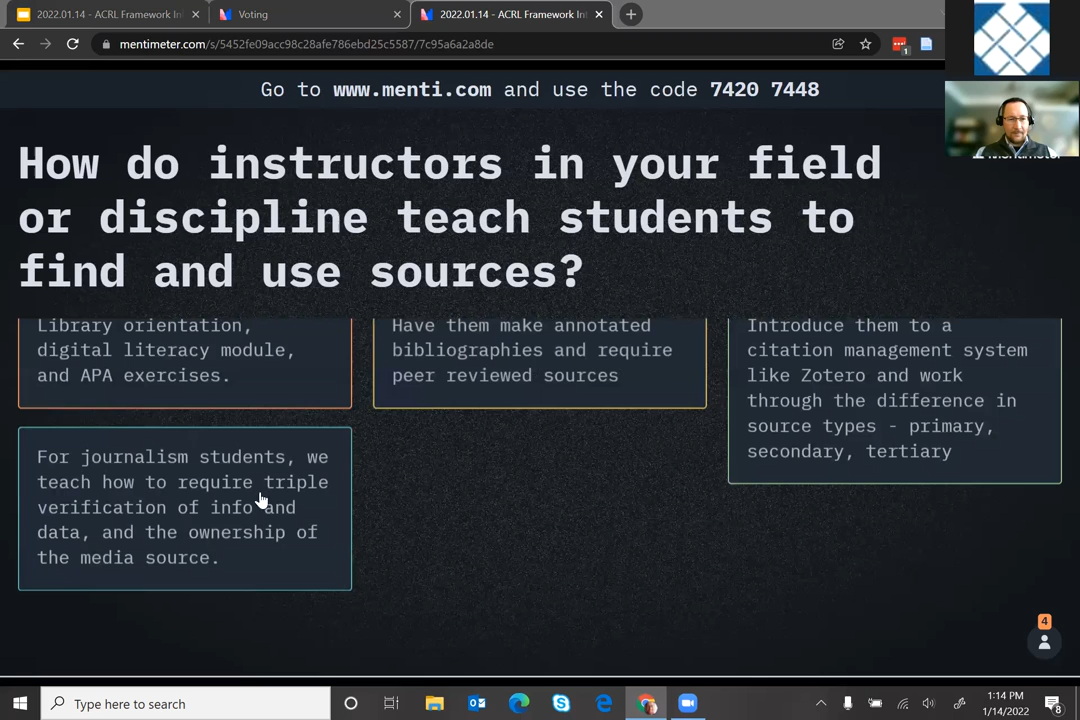 2022.01.14 - ACRL Framework In
Voting
2022.01.14 - ACRL Framework In
mentimeter.com/s/5452fe09acc98c28afe786ebd25c5587/7c95a6a2a8de
1
Go to www.menti.com and use the code 7420 7448
How do instructors in your field
or discipline teach students to
find and use sources?
Library orientation,
digital literacy module,
and APA exercises.
Have them make annotated
bibliographies and require
peer reviewed sources
Introduce them to a
citation management system
like Zotero and work
through the difference in
source types - primary,
secondary, tertiary
For journalism students, we
teach how to require triple
verification of info and
data, and the ownership of
the media source.
4
Type here to search
1:14 PM
1/14/2022
8